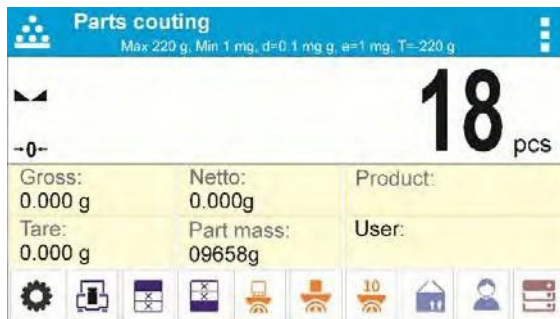 Parts couting
Max 220 g, Min 1 mg, d=0.1 mg g, e=1 mg, T=-220 g
18 pcs
→0←
Gross: Netto: Product:
0.000 g 0.000g
Tare: Part mass: User:
0.000 g 09658g
10